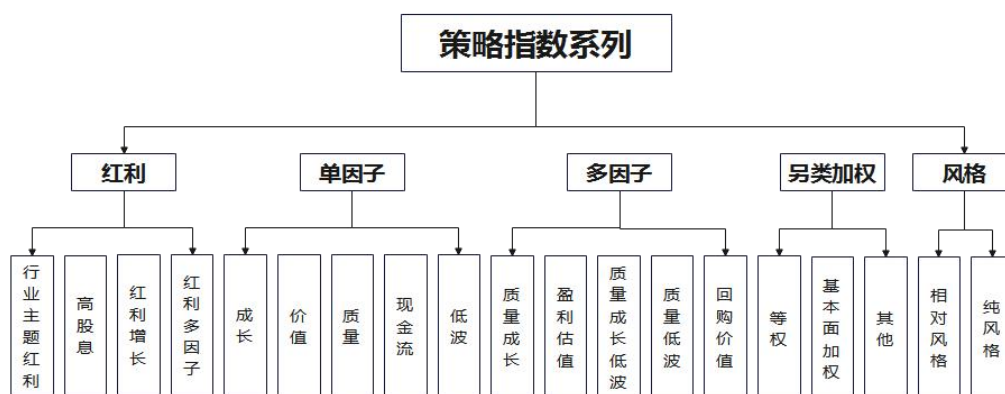 策略指数系列
红利
单因子
多因子
另类加权
风格
行业主题红利
高股息
红利增长
红利多因子
成长
价值
质量
现金流
低波
质量成长
盈利估值
质量成长低波
质量低波
回购价值
等权
基本面加权
其他
相对风格
纯风格